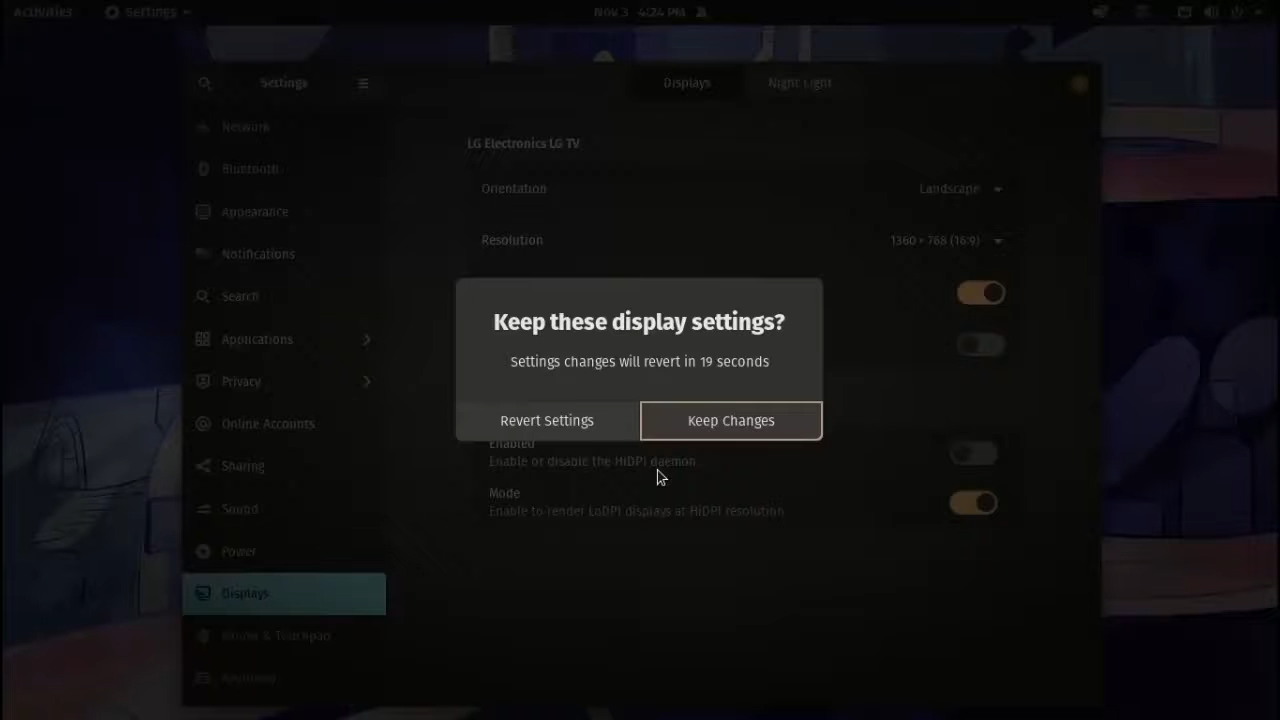 Activities
Settings
Nov 3 4:24 PM
Settings
Displays
Night Light
Network
LG Electronics LG TV
Bluetooth
Orientation
Landscape
Appearance
Resolution
1360 × 768 (16:9)
Notifications
Search
Applications
Privacy
Online Accounts
Sharing
Sound
Power
Displays
Mouse & Touchpad
Keyboard
Keep these display settings?
Settings changes will revert in 19 seconds
Revert Settings
Keep Changes
Enabled
Enable or disable the HiDPI daemon
Mode
Enable to render LoDPI displays at HiDPI resolution